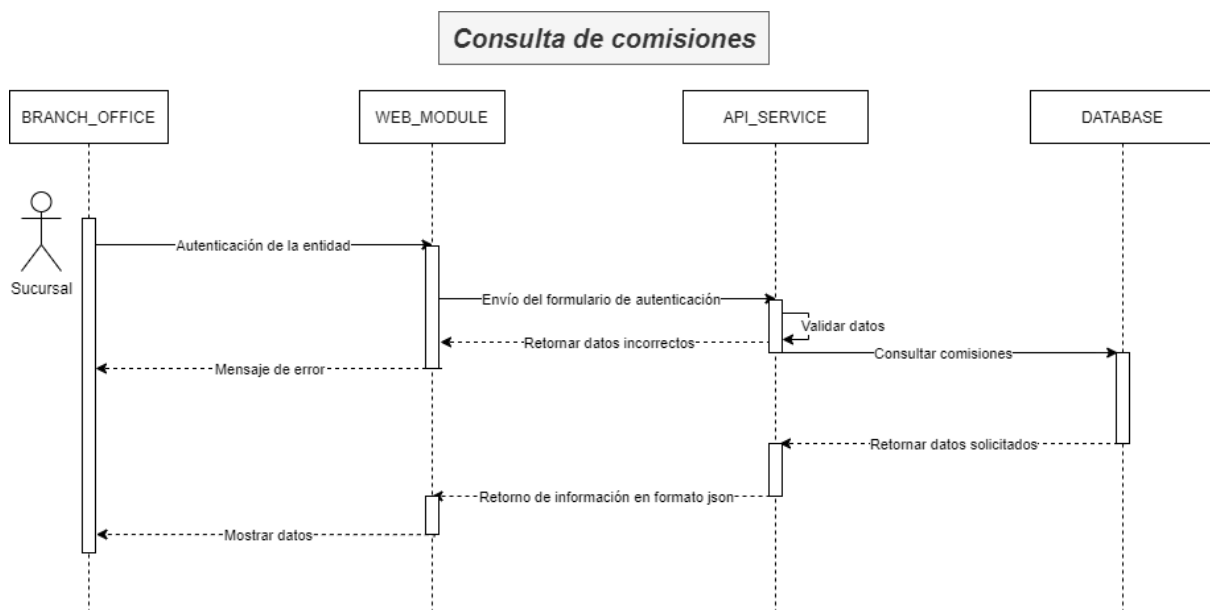 Consulta de comisiones
BRANCH_OFFICE
WEB_MODULE
API_SERVICE
DATABASE
Sucursal
Autenticación de la entidad
Envío del formulario de autenticación
Validar datos
Retornar datos incorrectos
Consultar comisiones
Mensaje de error
Retornar datos solicitados
Retorno de información en formato json
Mostrar datos